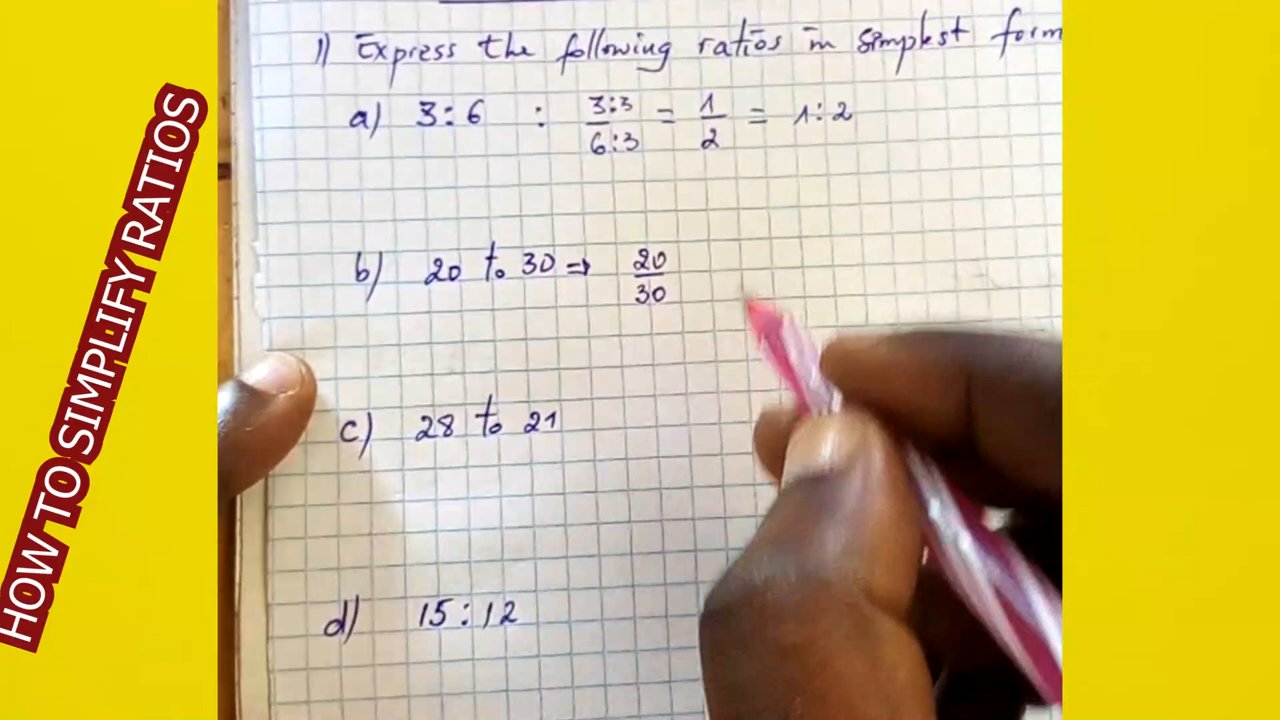 HOW TO SIMPLIFY RATIOS
1) Express the following ratios in simplest form
a) 3:6 : 3:3/6:3 = 1/2 = 1:2
b) 20 to 30 ⇒ 20/30
c) 28 to 21
d) 15:12